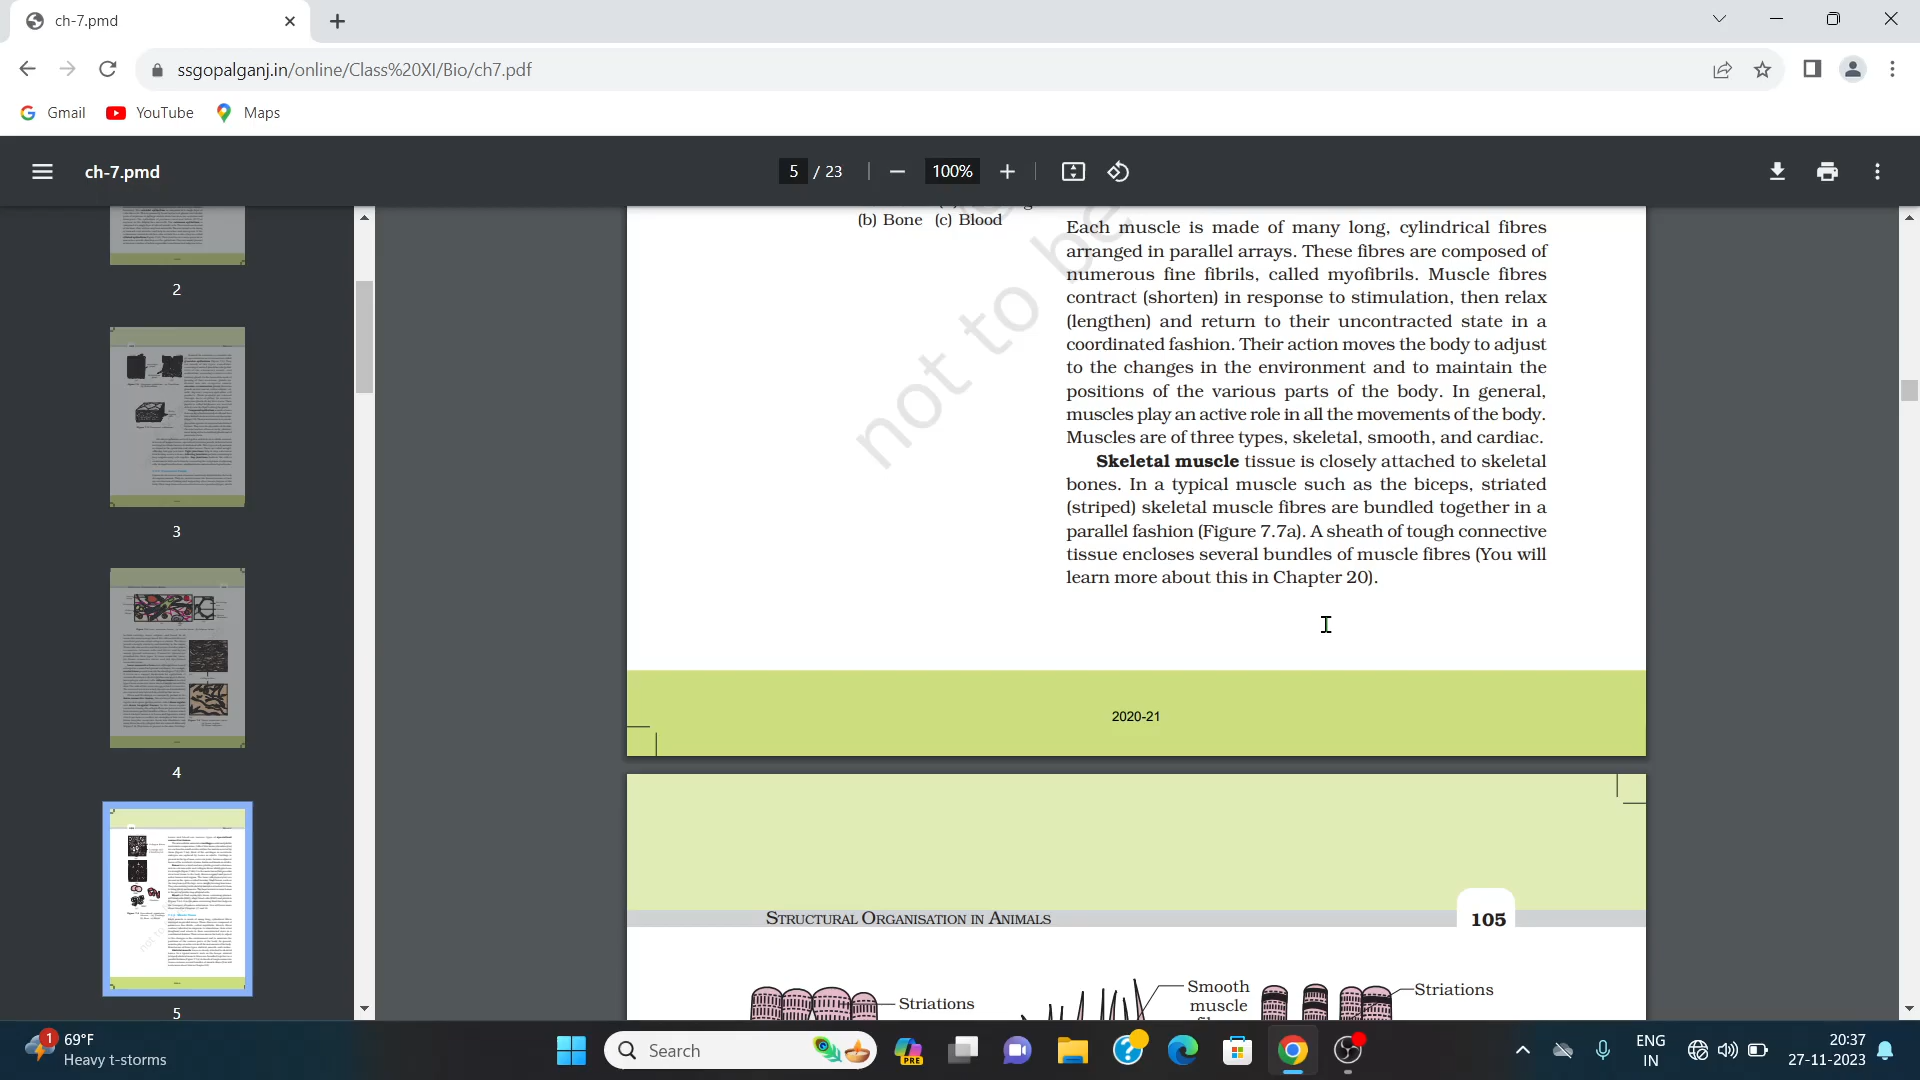 ch-7.pmd
ssgopalganj.in/online/Class%20XI/Bio/ch7.pdf
Gmail YouTube Maps
ch-7.pmd 5 / 23 100%
2
3
4
5
(b) Bone (c) Blood
not to be
Each muscle is made of many long, cylindrical fibres
arranged in parallel arrays. These fibres are composed of
numerous fine fibrils, called myofibrils. Muscle fibres
contract (shorten) in response to stimulation, then relax
(lengthen) and return to their uncontracted state in a
coordinated fashion. Their action moves the body to adjust
to the changes in the environment and to maintain the
positions of the various parts of the body. In general,
muscles play an active role in all the movements of the body.
Muscles are of three types, skeletal, smooth, and cardiac.
Skeletal muscle tissue is closely attached to skeletal
bones. In a typical muscle such as the biceps, striated
(striped) skeletal muscle fibres are bundled together in a
parallel fashion (Figure 7.7a). A sheath of tough connective
tissue encloses several bundles of muscle fibres (You will
learn more about this in Chapter 20).
2020-21
STRUCTURAL ORGANISATION IN ANIMALS 105
Striations
Smooth
muscle
Striations
1
69°F
Heavy t-storms
Search
PRE
ENG
IN
20:37
27-11-2023